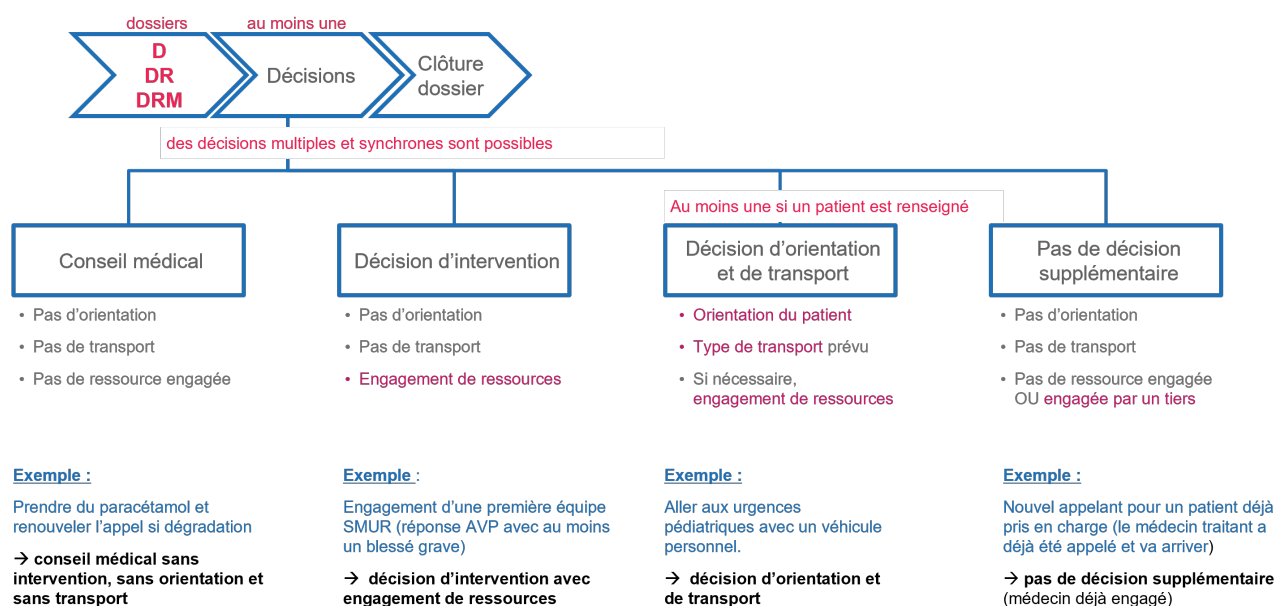 dossiers
au moins une
D
DR
DRM
Décisions
Clôture
dossier
des décisions multiples et synchrones sont possibles
Au moins une si un patient est renseigné
Conseil médical
• Pas d'orientation
• Pas de transport
• Pas de ressource engagée
Décision d'intervention
• Pas d'orientation
• Pas de transport
• Engagement de ressources
Décision d'orientation
et de transport
• Orientation du patient
• Type de transport prévu
• Si nécessaire,
engagement de ressources
Pas de décision
supplémentaire
• Pas d'orientation
• Pas de transport
• Pas de ressource engagée
OU engagée par un tiers
Exemple :
Prendre du paracétamol et
renouveler l'appel si dégradation
→ conseil médical sans
intervention, sans orientation et
sans transport
Exemple :
Engagement d'une première équipe
SMUR (réponse AVP avec au moins
un blessé grave)
→ décision d'intervention avec
engagement de ressources
Exemple :
Aller aux urgences
pédiatriques avec un véhicule
personnel.
→ décision d'orientation et
de transport
Exemple :
Nouvel appelant pour un patient déjà
pris en charge (le médecin traitant a
déjà été appelé et va arriver)
→ pas de décision supplémentaire
(médecin déjà engagé)